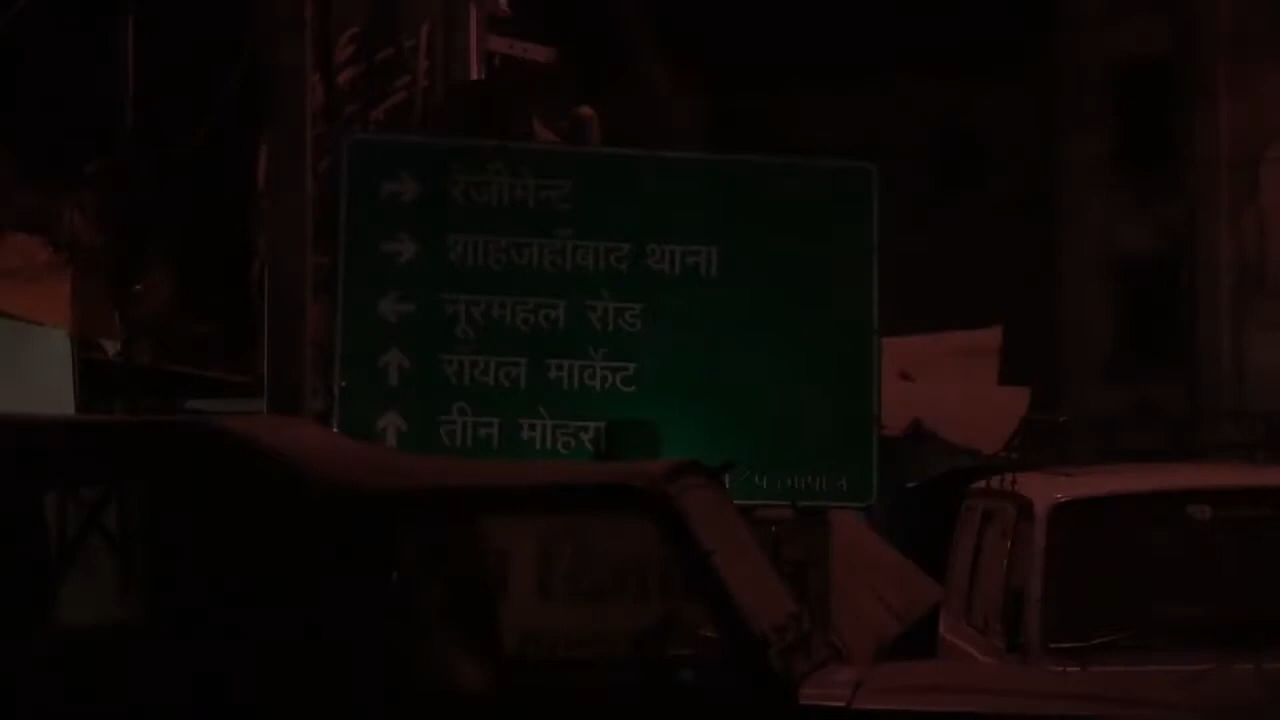 → रेजीमेन्ट
→ शाहजहाँबाद थाना
← नूरमहल रोड
↑ रॉयल मार्केट
↑ तीन मोहरा